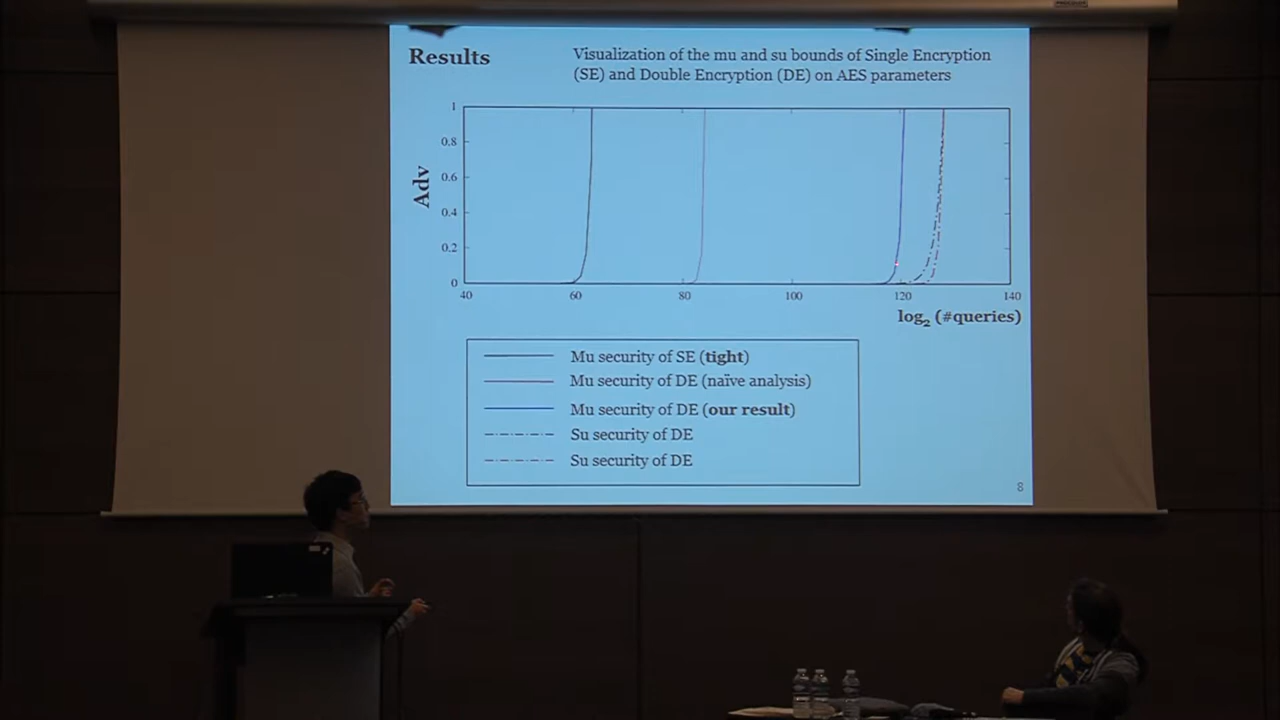 Results
Visualization of the mu and su bounds of Single Encryption
(SE) and Double Encryption (DE) on AES parameters
1
0.8
0.6
0.4
0.2
0
Adv
40 60 80 100 120 140
log2 (#queries)
Mu security of SE (tight)
Mu security of DE (naïve analysis)
Mu security of DE (our result)
Su security of DE
Su security of DE
8